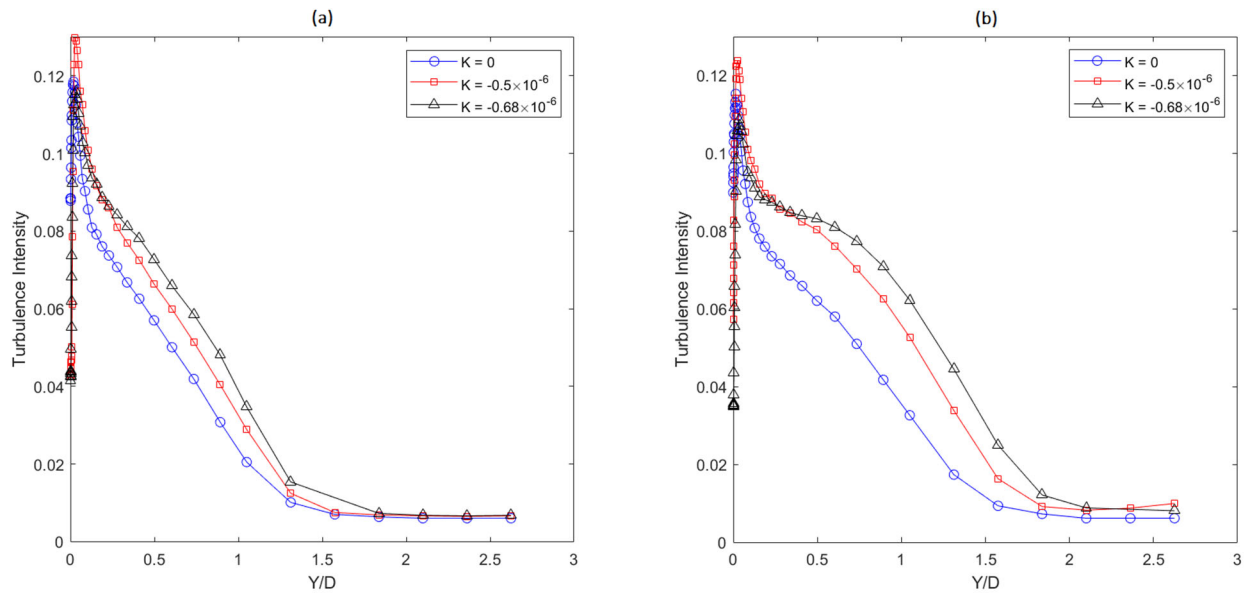 (a)
Turbulence Intensity
0.12
0.1
0.08
0.06
0.04
0.02
0
0 0.5 1 1.5 2 2.5 3
Y/D
K = 0
K = -0.5×10⁻⁶
K = -0.68×10⁻⁶
(b)
Turbulence Intensity
0.12
0.1
0.08
0.06
0.04
0.02
0
0 0.5 1 1.5 2 2.5 3
Y/D
K = 0
K = -0.5×10⁻⁶
K = -0.68×10⁻⁶